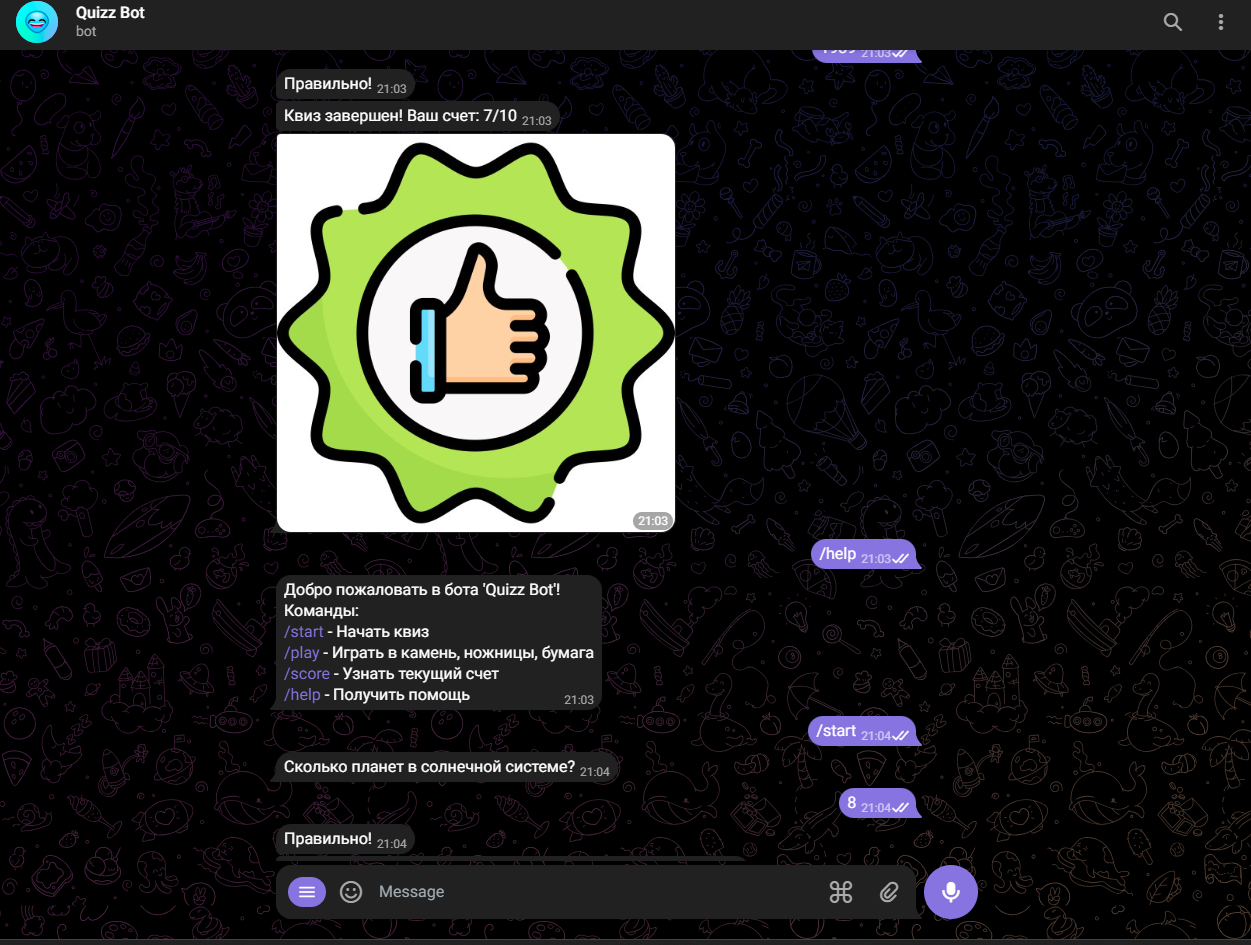 Quizz Bot
bot
21:03
Правильно! 21:03
Квиз завершен! Ваш счет: 7/10 21:03
21:03
/help 21:03
Добро пожаловать в бота 'Quizz Bot'!
Команды:
/start - Начать квиз
/play - Играть в камень, ножницы, бумага
/score - Узнать текущий счет
/help - Получить помощь
21:03
/start 21:04
Сколько планет в солнечной системе? 21:04
8 21:04
Правильно! 21:04
Message